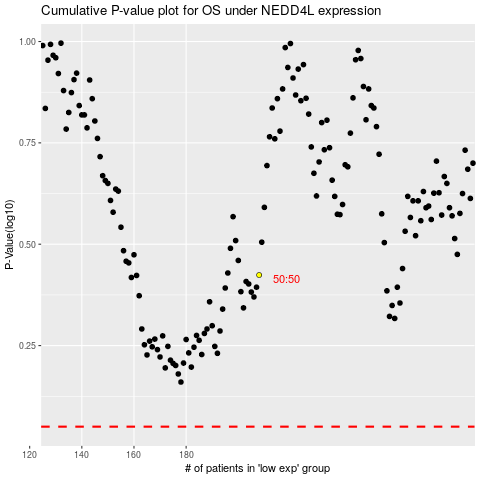 Cumulative P-value plot for OS under NEDD4L expression
P-Value(log10)
1.00
0.75
0.50
0.25
50:50
120 140 160 180
# of patients in 'low exp' group